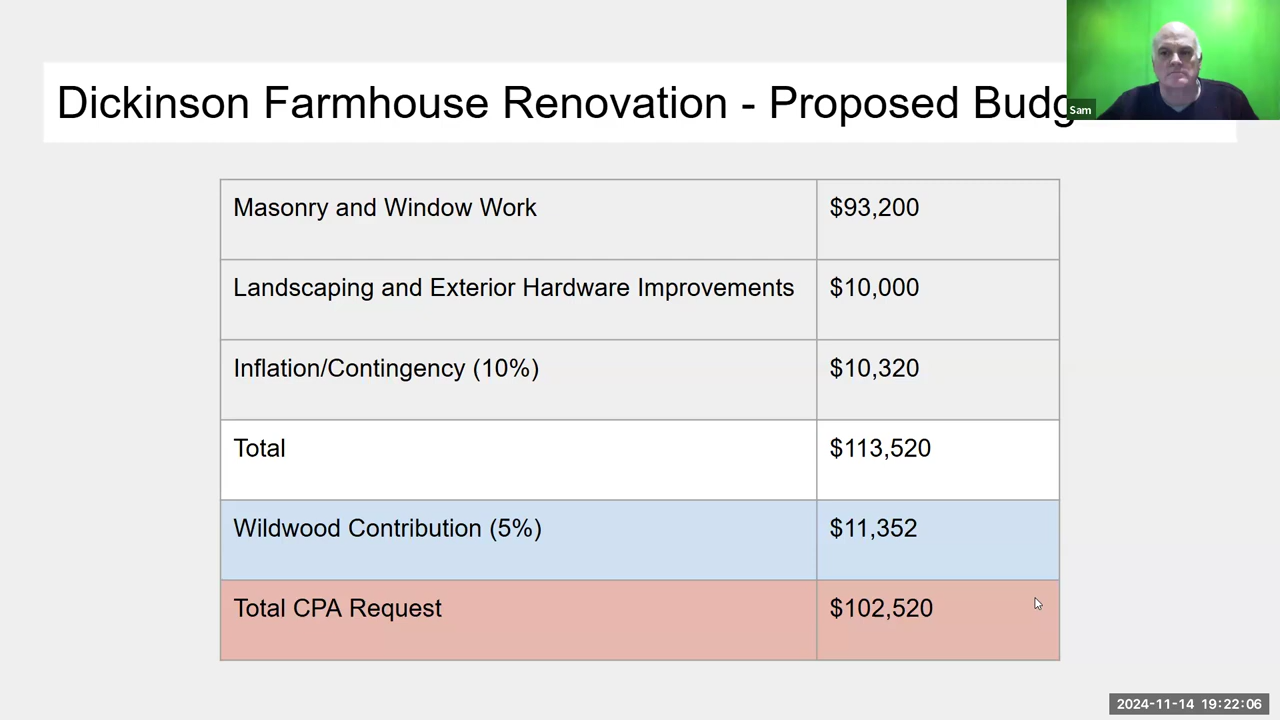 Dickinson Farmhouse Renovation - Proposed Budg
Sam
Masonry and Window Work $93,200
Landscaping and Exterior Hardware Improvements $10,000
Inflation/Contingency (10%) $10,320
Total $113,520
Wildwood Contribution (5%) $11,352
Total CPA Request $102,520
2024-11-14 19:22:06